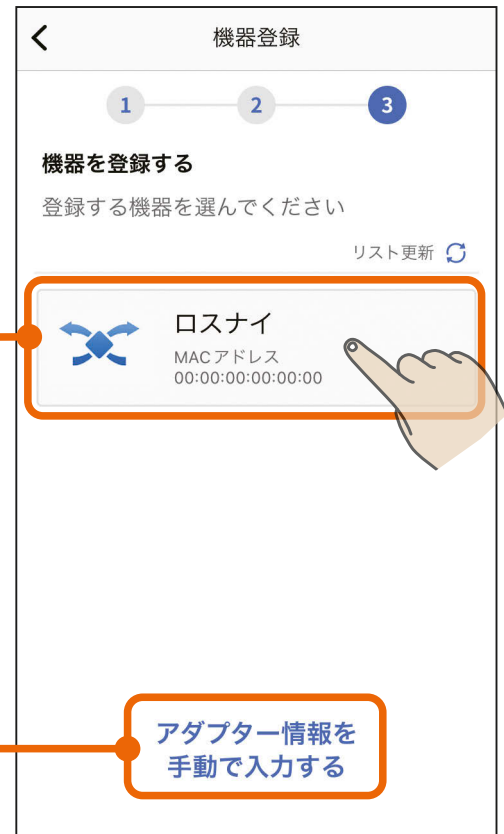 機器登録
1 2 3
機器を登録する
登録する機器を選んでください
リスト更新
ロスナイ
MACアドレス
00:00:00:00:00:00
アダプター情報を
手動で入力する